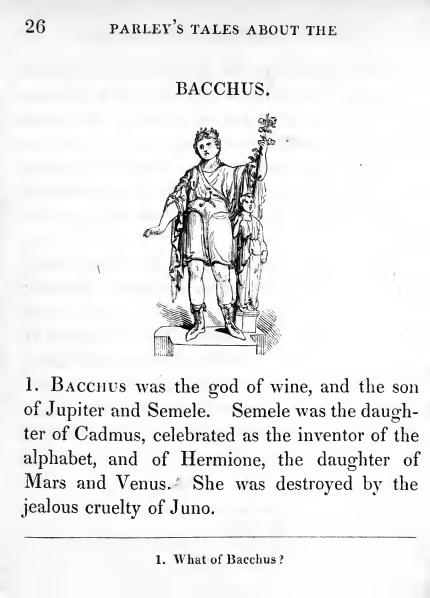 26 PARLEY'S TALES ABOUT THE
BACCHUS.
1. BACCHUS was the god of wine, and the son
of Jupiter and Semele. Semele was the daugh-
ter of Cadmus, celebrated as the inventor of the
alphabet, and of Hermione, the daughter of
Mars and Venus. She was destroyed by the
jealous cruelty of Juno.
1. What of Bacchus?